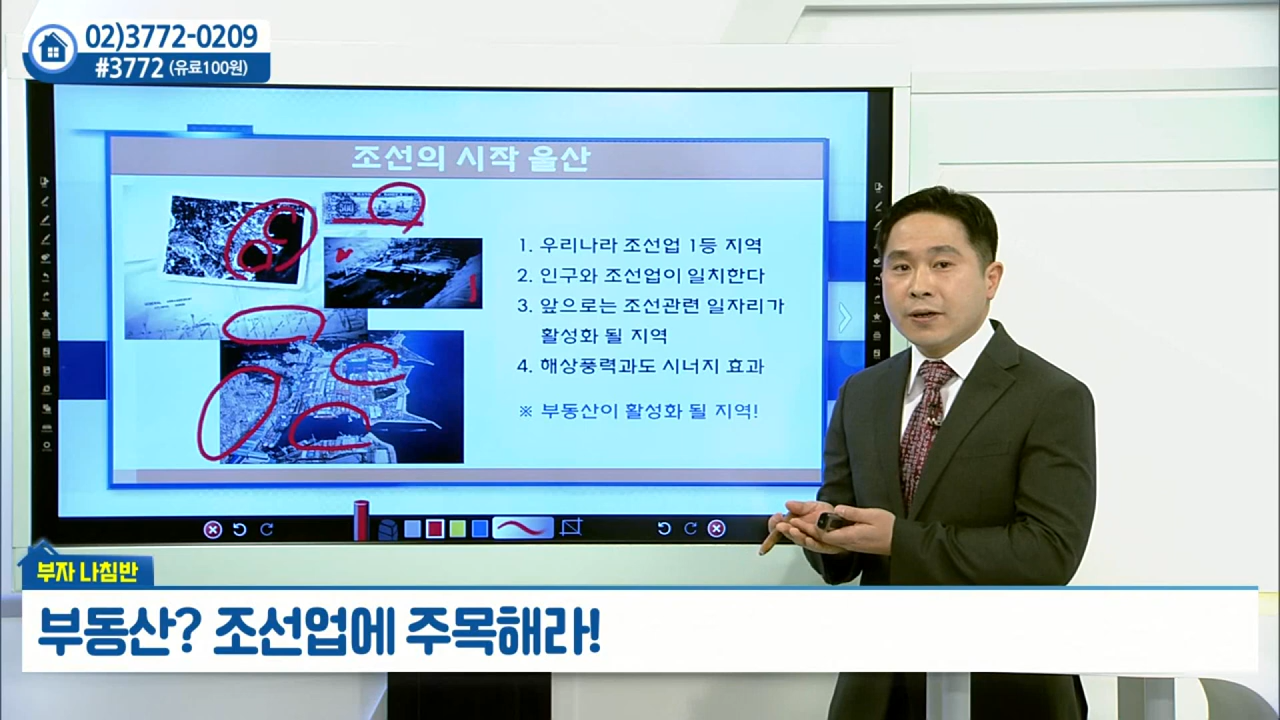 02)3772-0209
#3772 (유료100원)
조선의 시작 울산
1. 우리나라 조선업 1등 지역
2. 인구와 조선업이 일치한다
3. 앞으로는 조선관련 일자리가
활성화 될 지역
4. 해상풍력과도 시너지 효과
※ 부동산이 활성화 될 지역!
부자 나침반
부동산? 조선업에 주목해라!